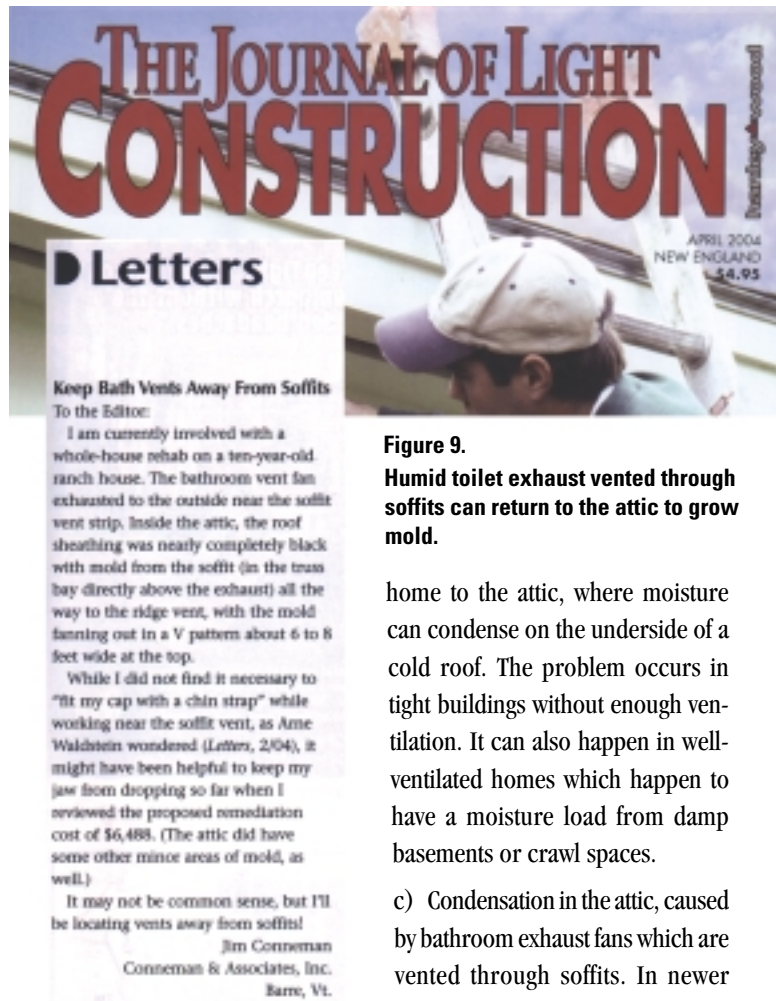 THE JOURNAL OF LIGHT
CONSTRUCTION
APRIL 2004
NEW ENGLAND
$4.95
Letters
Keep Bath Vents Away From Soffits
To the Editor:
I am currently involved with a
whole-house rehab on a ten-year-old
ranch house. The bathroom vent fan
exhausted to the outside near the soffit
vent strip. Inside the attic, the roof
sheathing was nearly completely black
with mold from the soffit (in the truss
bay directly above the exhaust) all the
way to the ridge vent, with the mold
fanning out in a V pattern about 6 to 8
feet wide at the top.
While I did not find it necessary to
"fit my cap with a chin strap" while
working near the soffit vent, as Arne
Waldstein wondered (Letters, 2/04), it
might have been helpful to keep my
jaw from dropping so far when I
reviewed the proposed remediation
cost of $6,488. (The attic did have
some other minor areas of mold, as
well.)
It may not be common sense, but I'll
be locating vents away from soffits!
Jim Conneman
Conneman & Associates, Inc.
Barre, Vt.
Figure 9.
Humid toilet exhaust vented through
soffits can return to the attic to grow
mold.
home to the attic, where moisture
can condense on the underside of a
cold roof. The problem occurs in
tight buildings without enough ven-
tilation. It can also happen in well-
ventilated homes which happen to
have a moisture load from damp
basements or crawl spaces.
c) Condensation in the attic, caused
by bathroom exhaust fans which are
vented through soffits. In newer